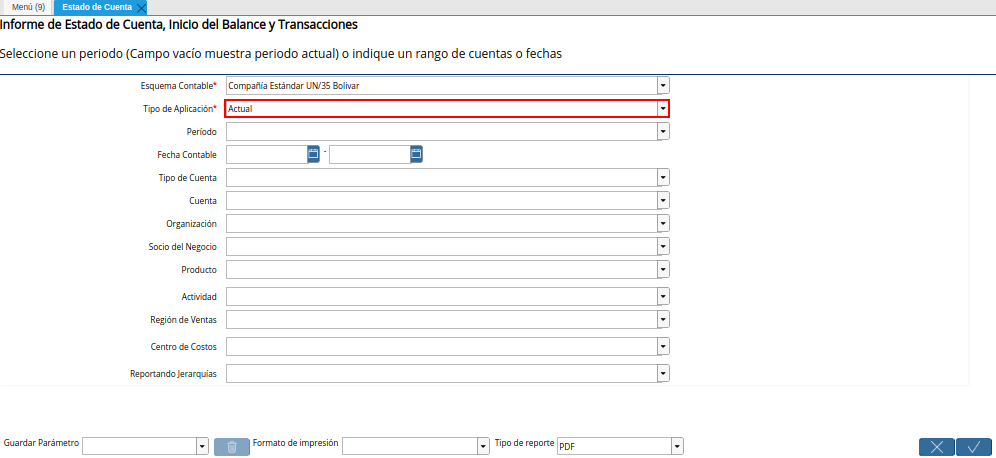 Menú (9) Estado de Cuenta
Informe de Estado de Cuenta, Inicio del Balance y Transacciones
Seleccione un periodo (Campo vacío muestra periodo actual) o indique un rango de cuentas o fechas
Esquema Contable* Compañía Estándar UN/35 Bolivar
Tipo de Aplicación* Actual
Período
Fecha Contable -
Tipo de Cuenta
Cuenta
Organización
Socio del Negocio
Producto
Actividad
Región de Ventas
Centro de Costos
Reportando Jerarquías
Guardar Parámetro Formato de impresión Tipo de reporte PDF